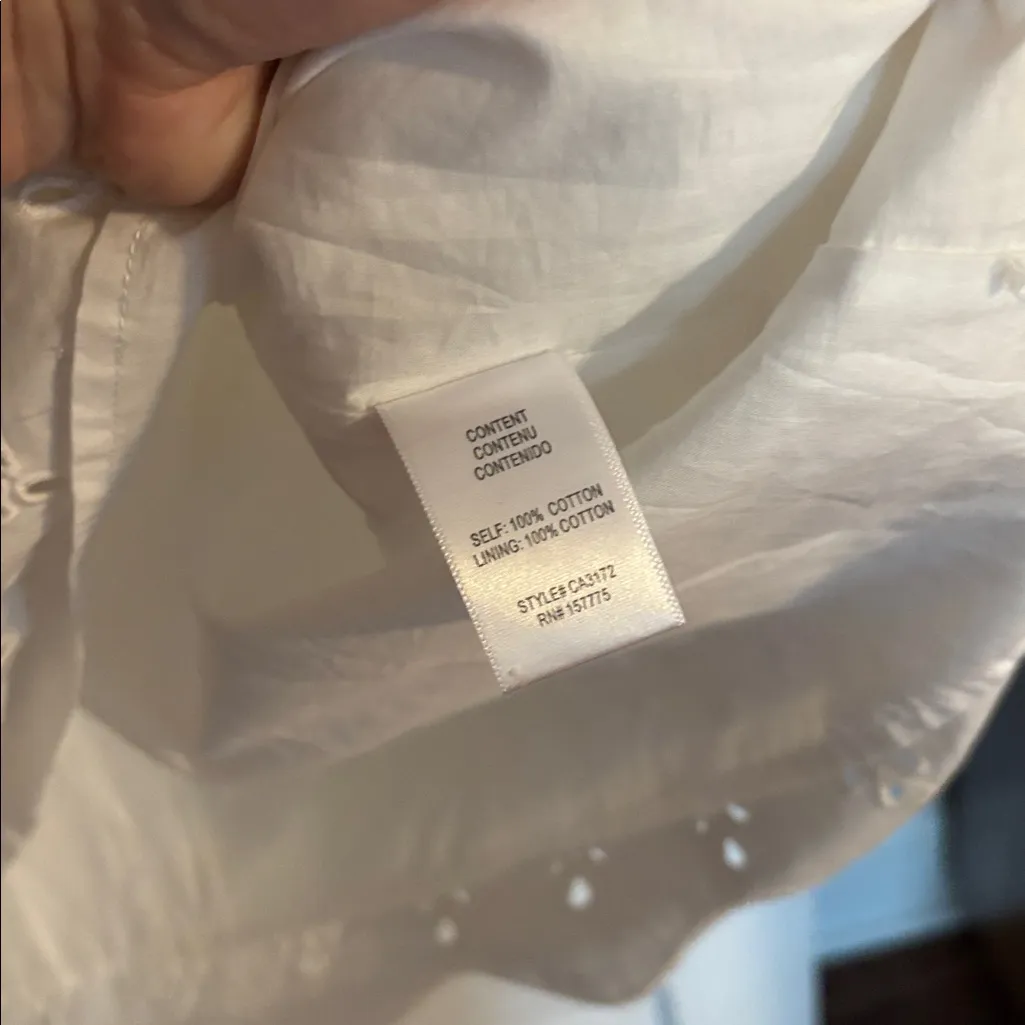 CONTENT
CONTENU
CONTENIDO
SELF: 100% COTTON
LINING: 100% COTTON
STYLE# CA3172
RN# 157775